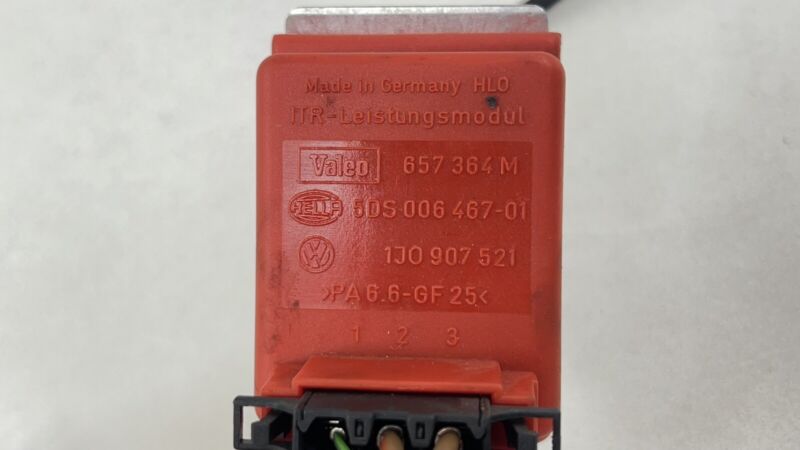 Made in Germany HLO
ITR-Leistungsmodul
Valeo 657 364 M
HELLA 5DS 006 467-01
VW 1J0 907 521
>PA 6.6-GF 25<
1 2 3